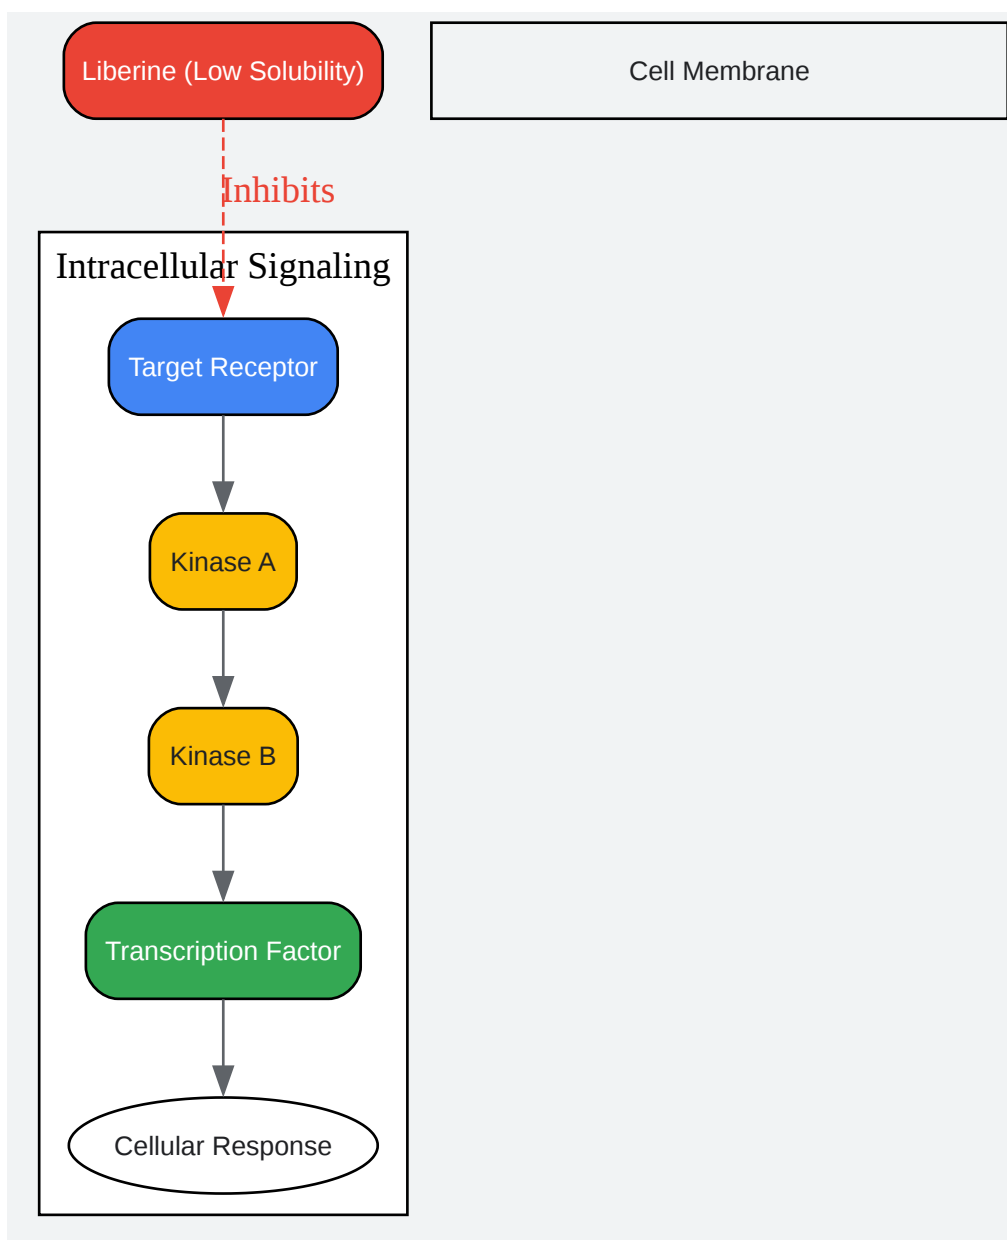 Liberine (Low Solubility)
Cell Membrane
Inhibits
Intracellular Signaling
Target Receptor
Kinase A
Kinase B
Transcription Factor
Cellular Response